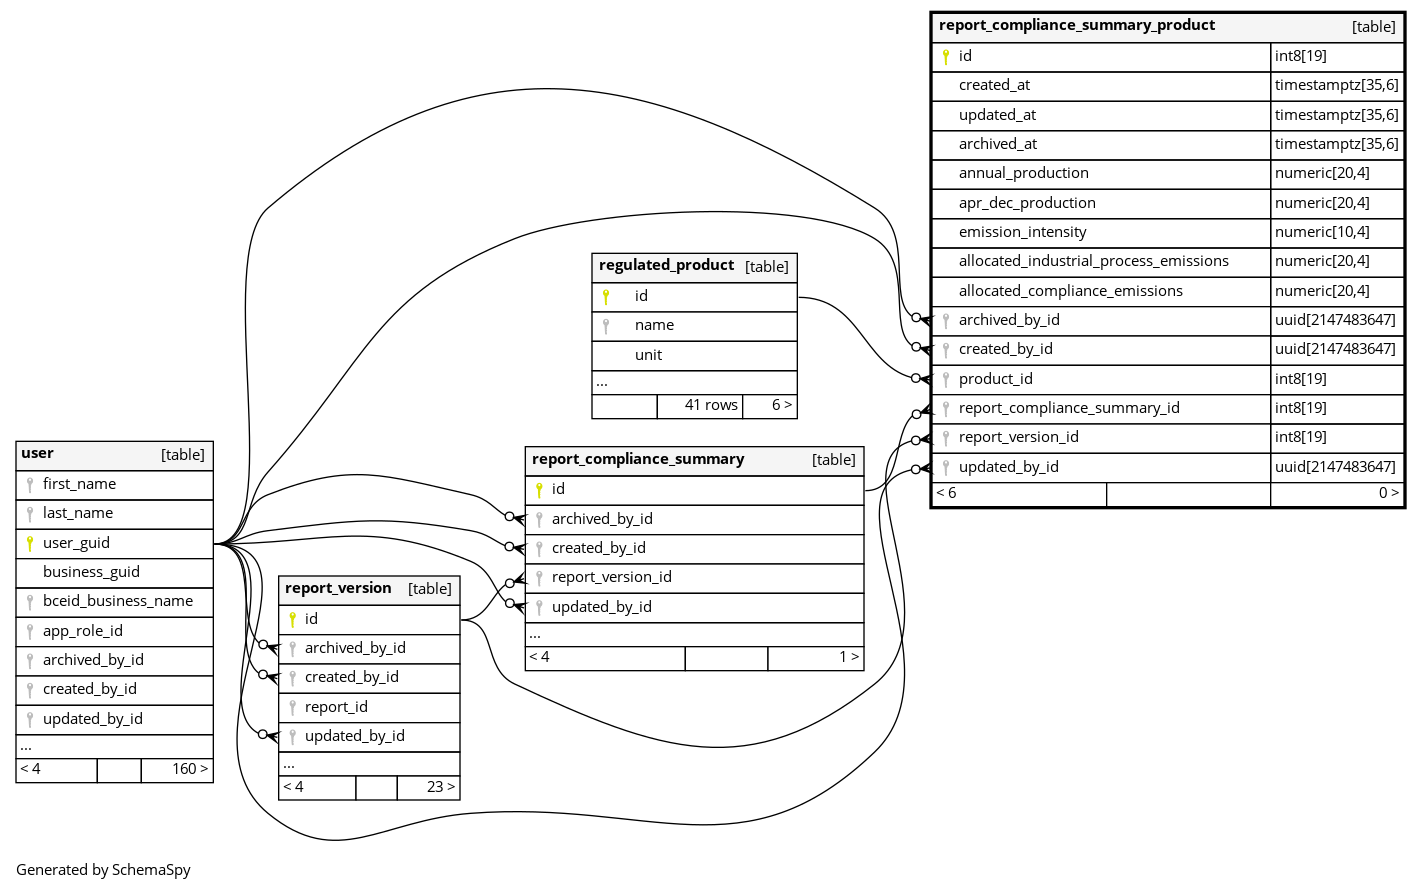 report_compliance_summary_product [table]
id int8[19]
created_at timestamptz[35,6]
updated_at timestamptz[35,6]
archived_at timestamptz[35,6]
annual_production numeric[20,4]
apr_dec_production numeric[20,4]
emission_intensity numeric[10,4]
allocated_industrial_process_emissions numeric[20,4]
allocated_compliance_emissions numeric[20,4]
archived_by_id uuid[2147483647]
created_by_id uuid[2147483647]
product_id int8[19]
report_compliance_summary_id int8[19]
report_version_id int8[19]
updated_by_id uuid[2147483647]
< 6 0 >
regulated_product [table]
id
name
unit
...
41 rows 6 >
user [table]
first_name
last_name
user_guid
business_guid
bceid_business_name
app_role_id
archived_by_id
created_by_id
updated_by_id
...
< 4 160 >
report_compliance_summary [table]
id
archived_by_id
created_by_id
report_version_id
updated_by_id
...
< 4 1 >
report_version [table]
id
archived_by_id
created_by_id
report_id
updated_by_id
...
< 4 23 >
Generated by SchemaSpy